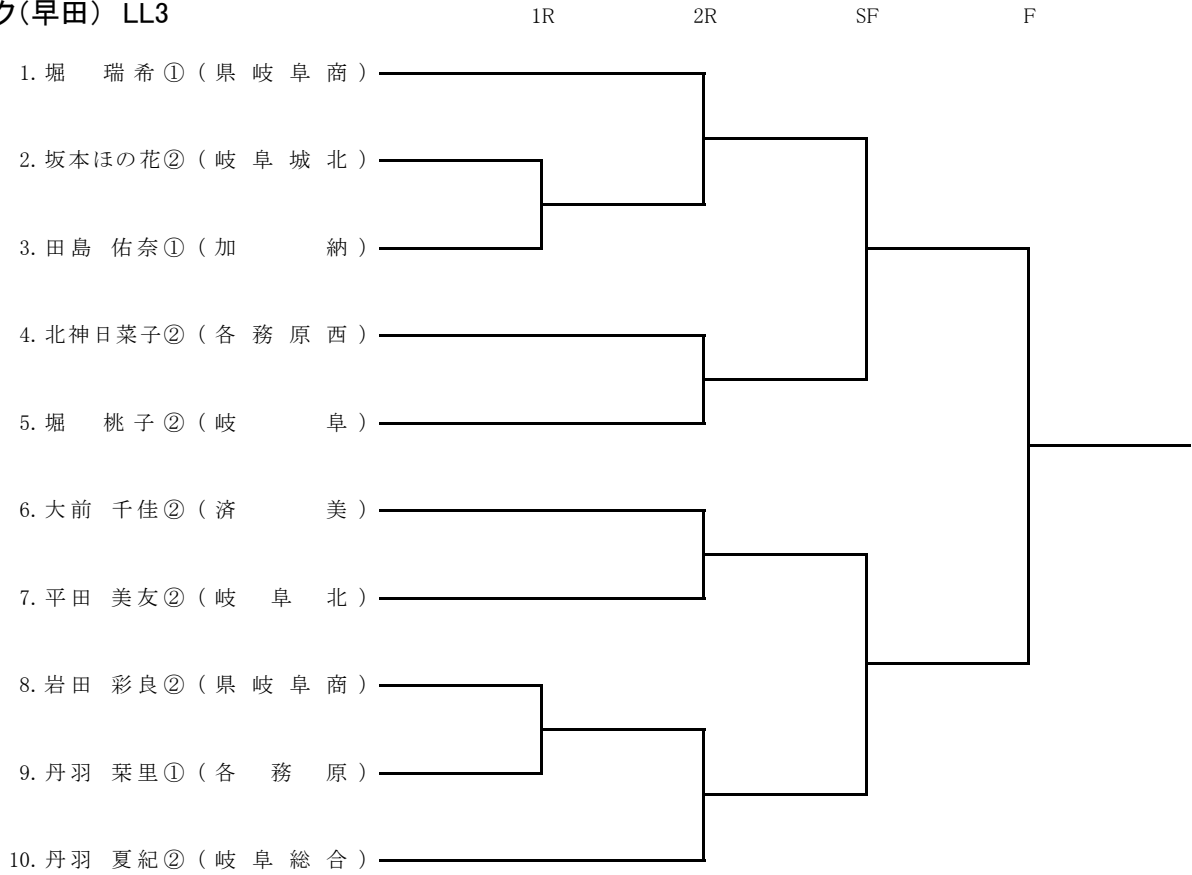 ク(早田) LL3 1R 2R SF F
1. 堀 瑞希① (県岐阜商)
2. 坂本ほの花② (岐阜城北)
3. 田島 佑奈① (加納)
4. 北神日菜子② (各務原西)
5. 堀 桃子② (岐阜)
6. 大前 千佳② (済美)
7. 平田 美友② (岐阜北)
8. 岩田 彩良② (県岐阜商)
9. 丹羽 栞里① (各務原)
10. 丹羽 夏紀② (岐阜総合)